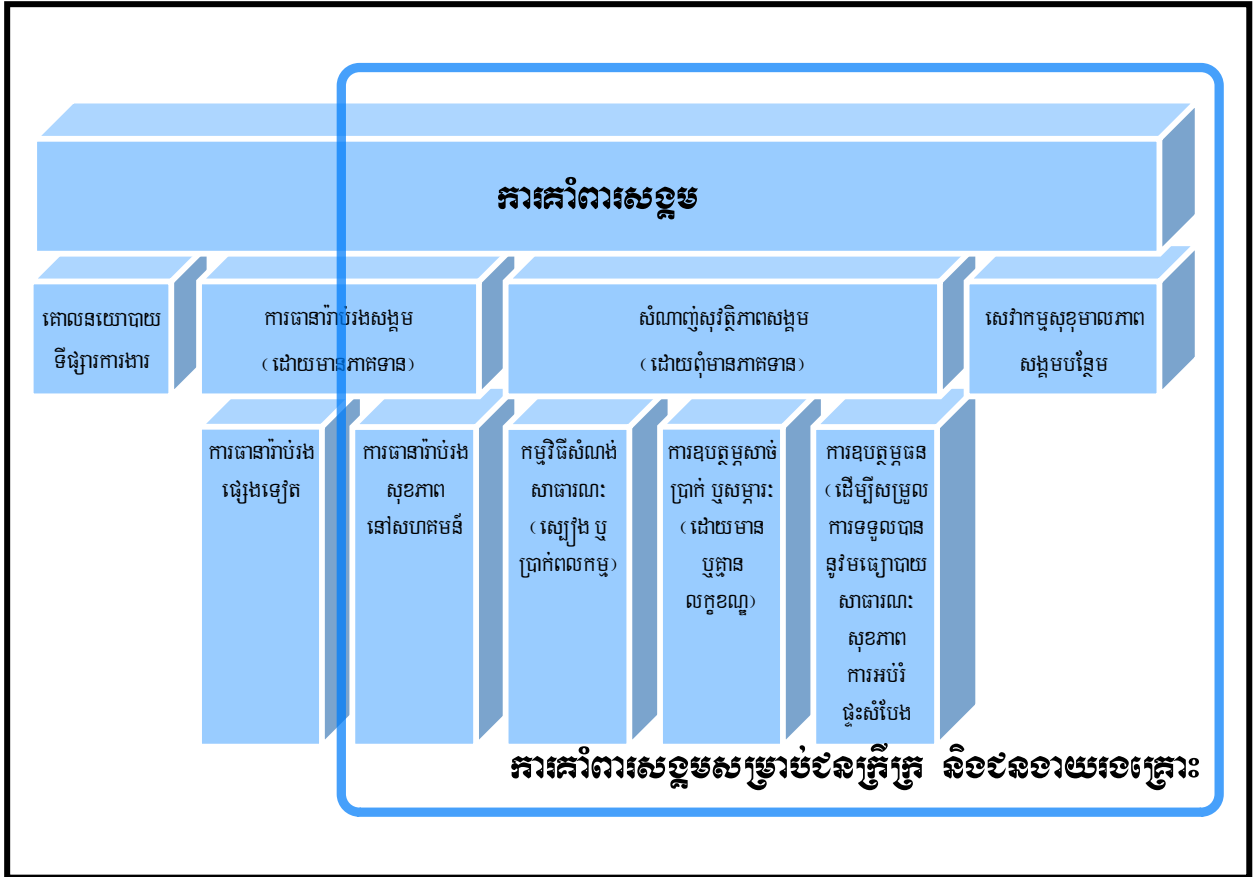 ការគាំពារសង្គម
គោលនយោបាយ
ទីផ្សារការងារ
ការធានារ៉ាប់រងសង្គម
(ដោយមានភាគទាន)
សំណាញ់សុវត្ថិភាពសង្គម
(ដោយពុំមានភាគទាន)
សេវាកម្មសុខុមាលភាព
សង្គមបន្ថែម
ការធានារ៉ាប់រង
ផ្សេងទៀត
ការធានារ៉ាប់រង
សុខភាព
នៅសហគមន៍
កម្មវិធីសំណង់
សាធារណៈ
(ស្បៀង ឬ
ប្រាក់ពលកម្ម)
ការឧបត្ថម្ភសាច់
ប្រាក់ ឬសម្ភារៈ
(ដោយមាន
ឬគ្មាន
លក្ខខណ្ឌ)
ការឧបត្ថម្ភធន
(ដើម្បីសម្រួល
ការទទួលបាន
នូវមធ្យោបាយ
សាធារណៈ
សុខភាព
ការអប់រំ
ផ្ទះសំបែង
ការគាំពារសង្គមសម្រាប់ជនក្រីក្រ និងជនងាយរងគ្រោះ